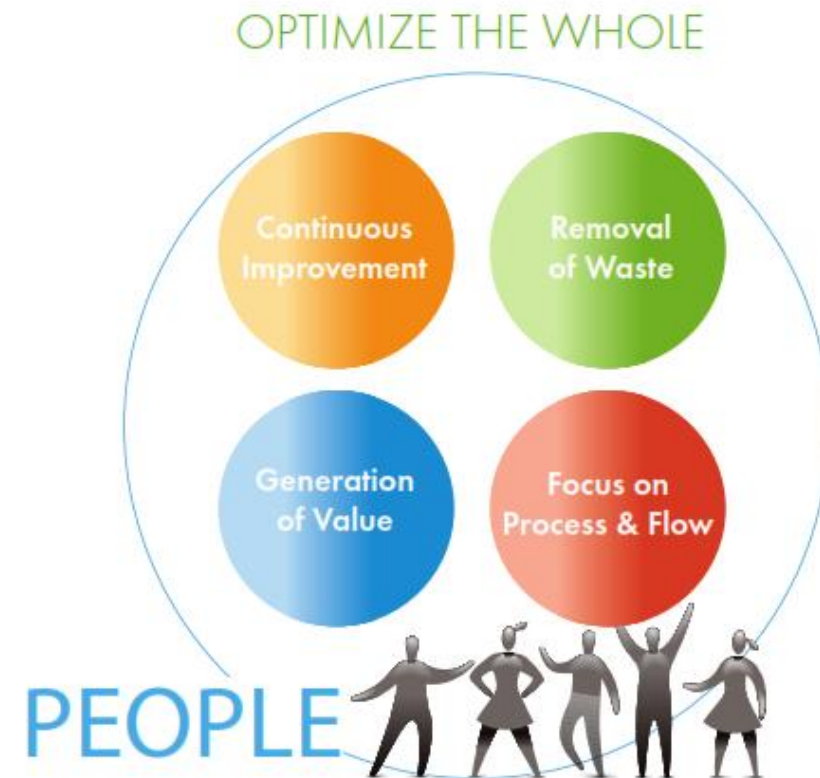 OPTIMIZE THE WHOLE
Continuous
Improvement
Removal
of Waste
Generation
of Value
Focus on
Process & Flow
PEOPLE